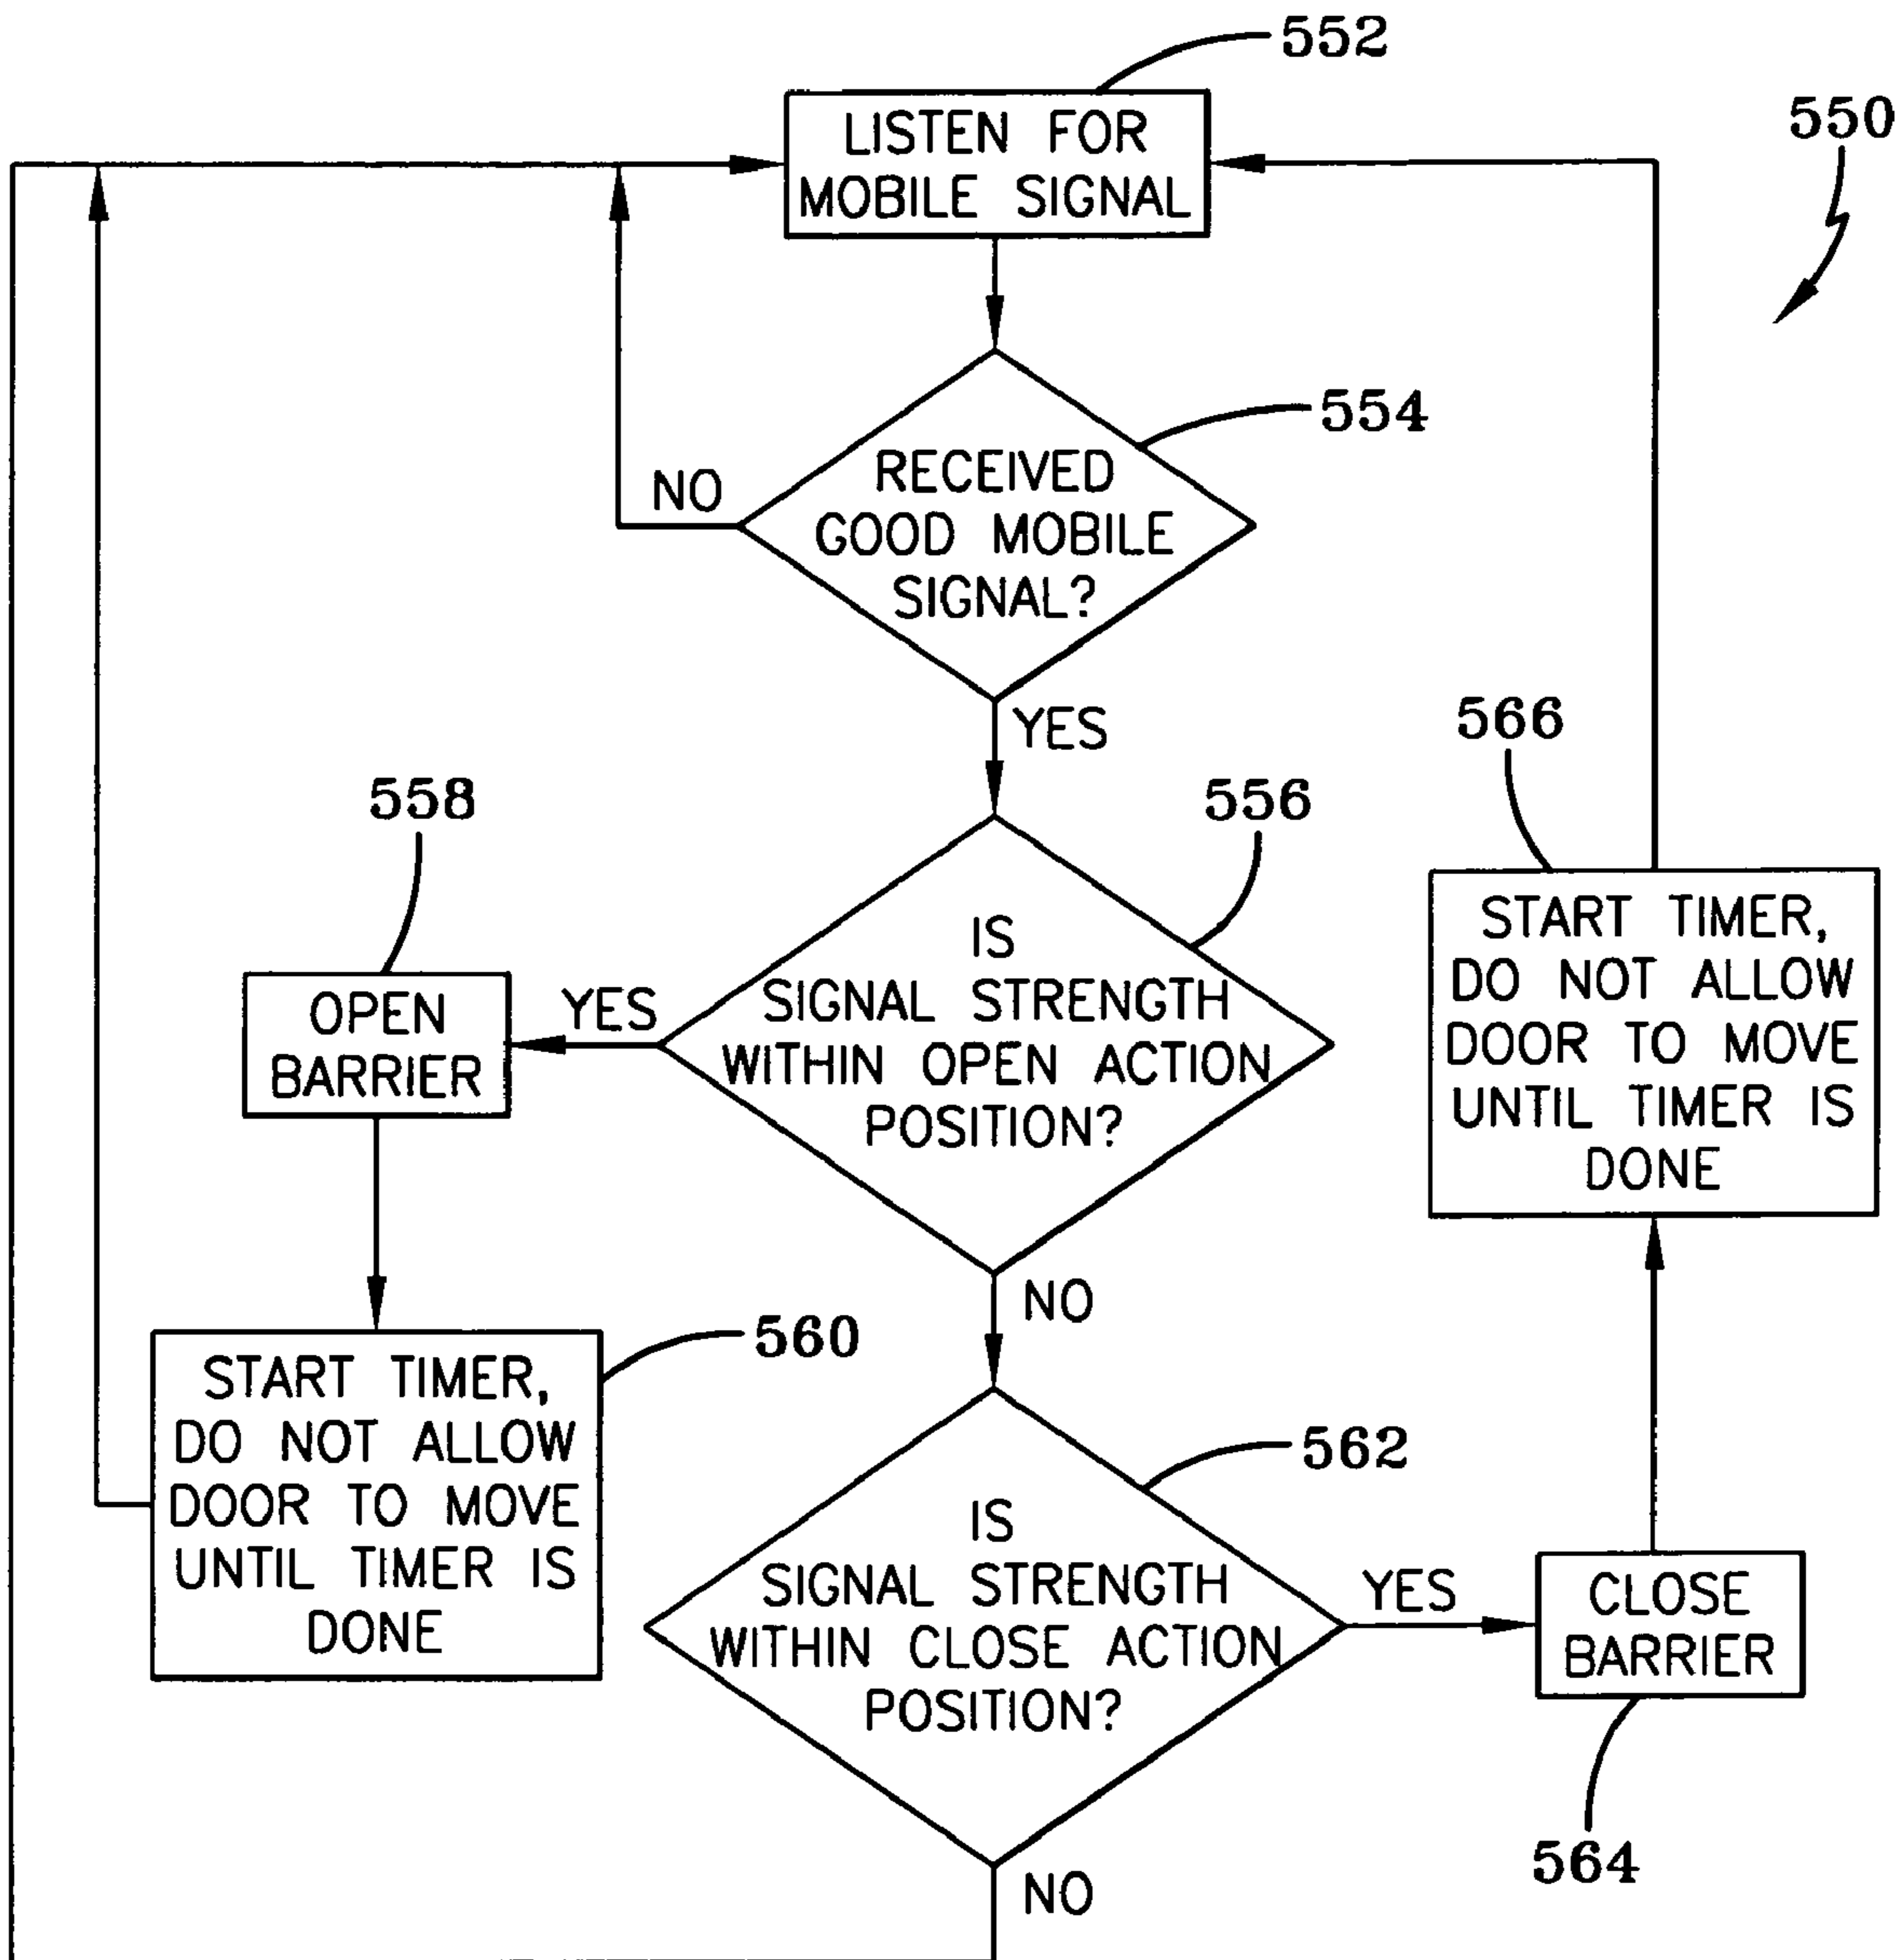 552
550
LISTEN FOR
MOBILE SIGNAL
554
RECEIVED
GOOD MOBILE
SIGNAL?
NO
YES
566
558
556
IS
SIGNAL STRENGTH
WITHIN OPEN ACTION
POSITION?
YES
OPEN
BARRIER
START TIMER,
DO NOT ALLOW
DOOR TO MOVE
UNTIL TIMER IS
DONE
NO
560
START TIMER,
DO NOT ALLOW
DOOR TO MOVE
UNTIL TIMER IS
DONE
562
IS
SIGNAL STRENGTH
WITHIN CLOSE ACTION
POSITION?
YES
CLOSE
BARRIER
564
NO